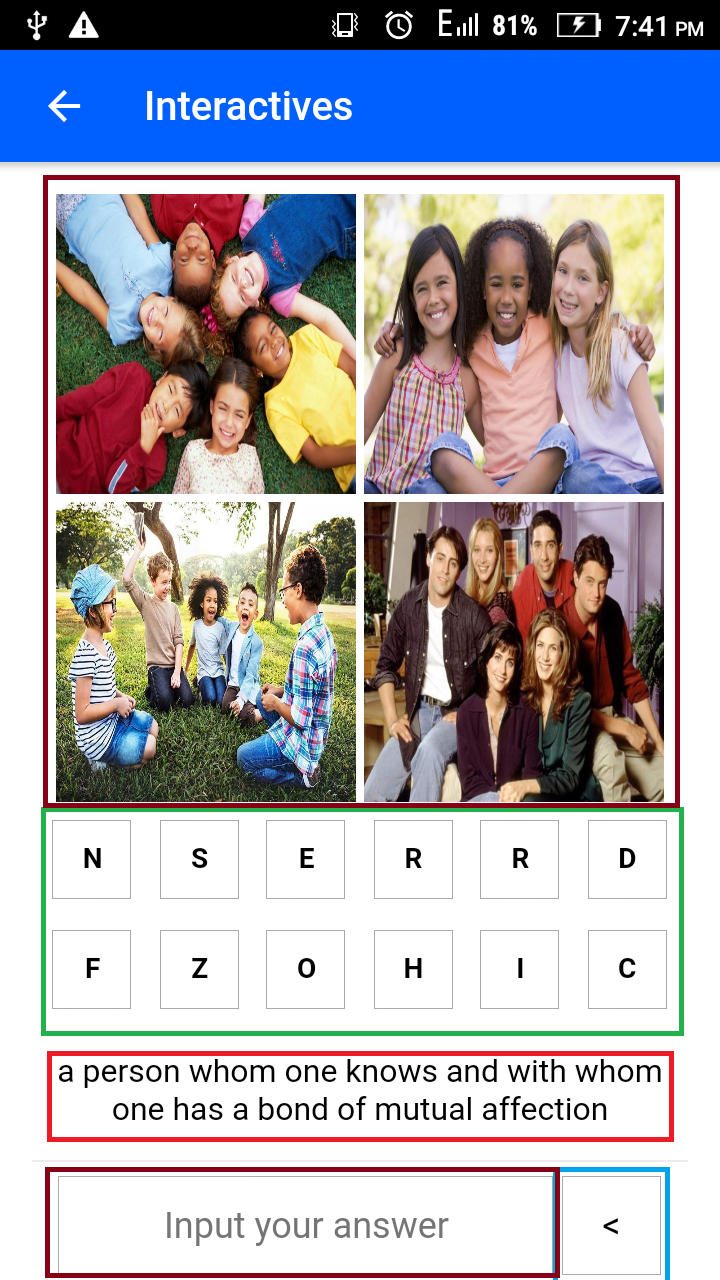 E 81% 7:41 PM
Interactives
N S E R R D
F Z O H I C
a person whom one knows and with whom
one has a bond of mutual affection
Input your answer <